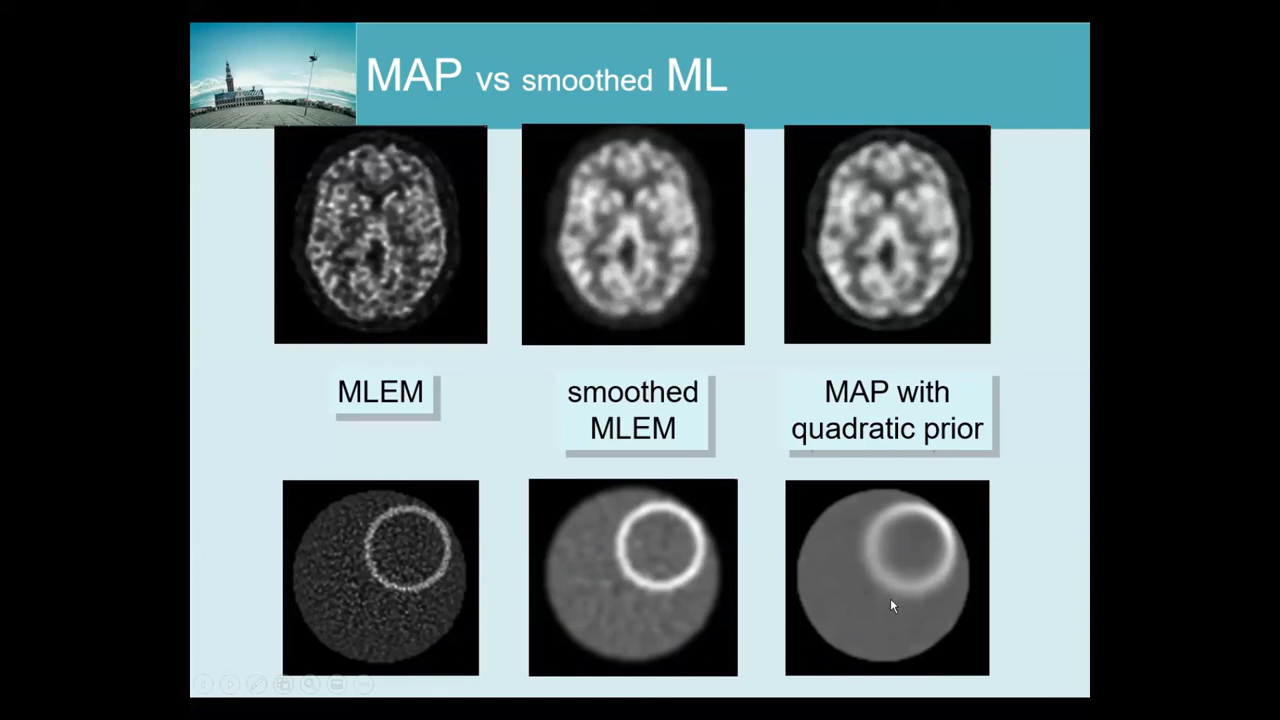 MAP vs smoothed ML
MLEM
smoothed
MLEM
MAP with
quadratic prior